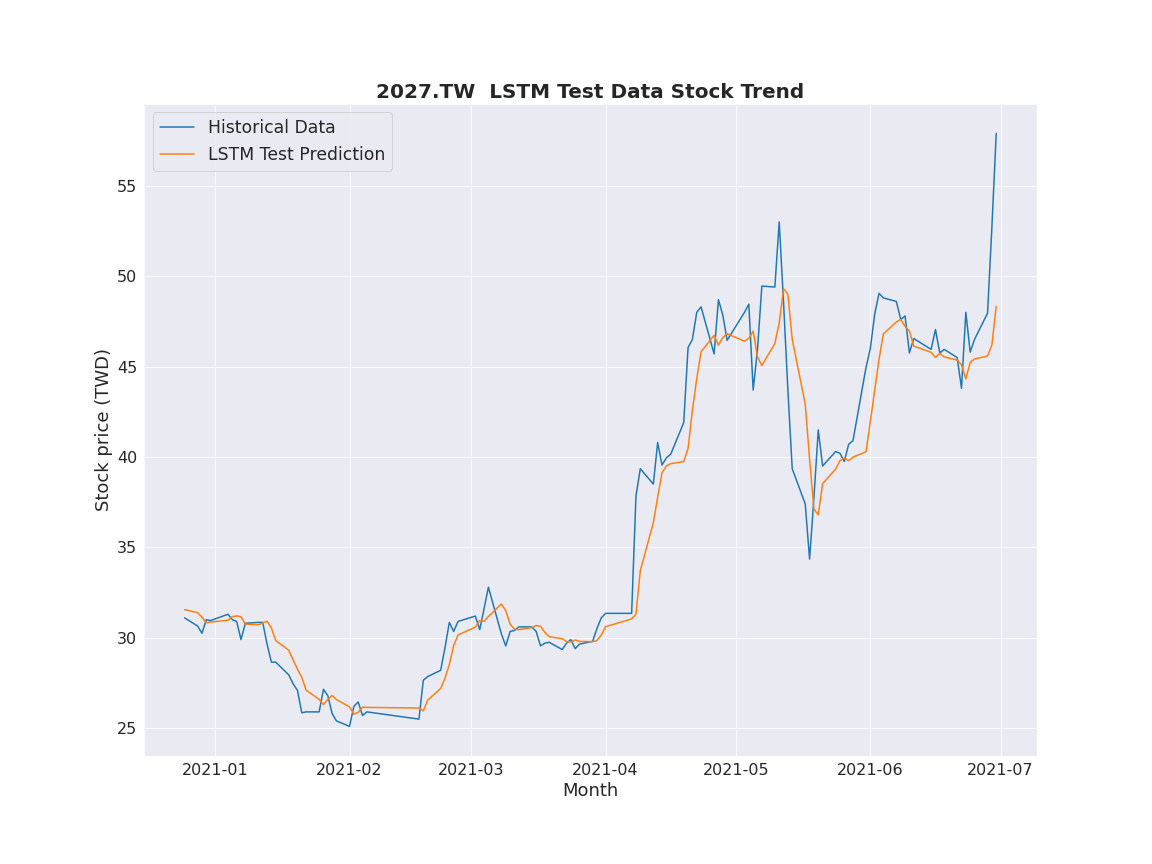 2027.TW  LSTM Test Data Stock Trend
Historical Data
LSTM Test Prediction
Stock price (TWD)
55
50
45
40
35
30
25
2021-01 2021-02 2021-03 2021-04 2021-05 2021-06 2021-07
Month